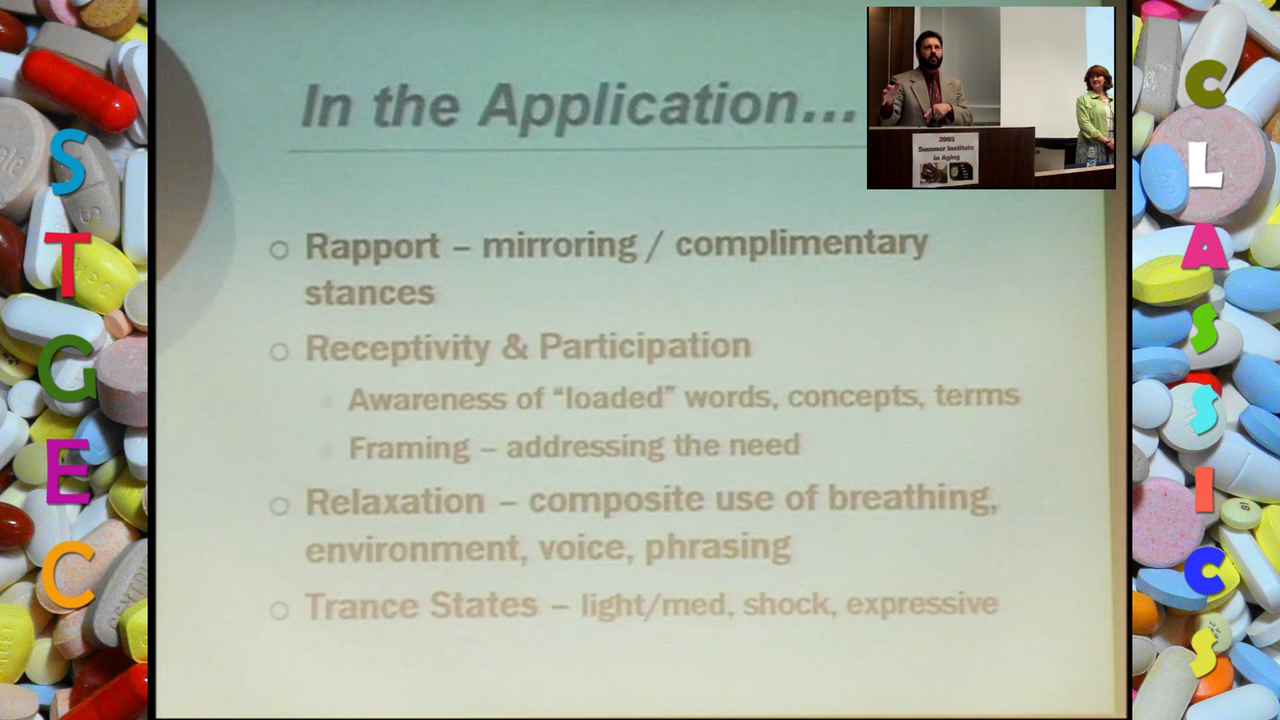 In the Application...
Rapport – mirroring / complimentary
stances
Receptivity & Participation
Awareness of “loaded” words, concepts, terms
Framing – addressing the need
Relaxation – composite use of breathing,
environment, voice, phrasing
Trance States – light/med, shock, expressive
2005
Summer Institute
in Aging
STGEC
CLASSICS